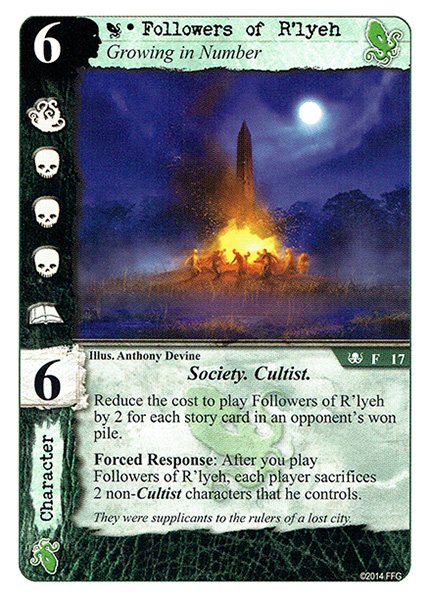 6
• Followers of R'lyeh
Growing in Number
Illus. Anthony Devine
F 17
6
Society. Cultist.
Reduce the cost to play Followers of R'lyeh
by 2 for each story card in an opponent's won
pile.
Forced Response: After you play
Followers of R'lyeh, each player sacrifices
2 non-Cultist characters that he controls.
They were supplicants to the rulers of a lost city.
Character
©2014 FFG